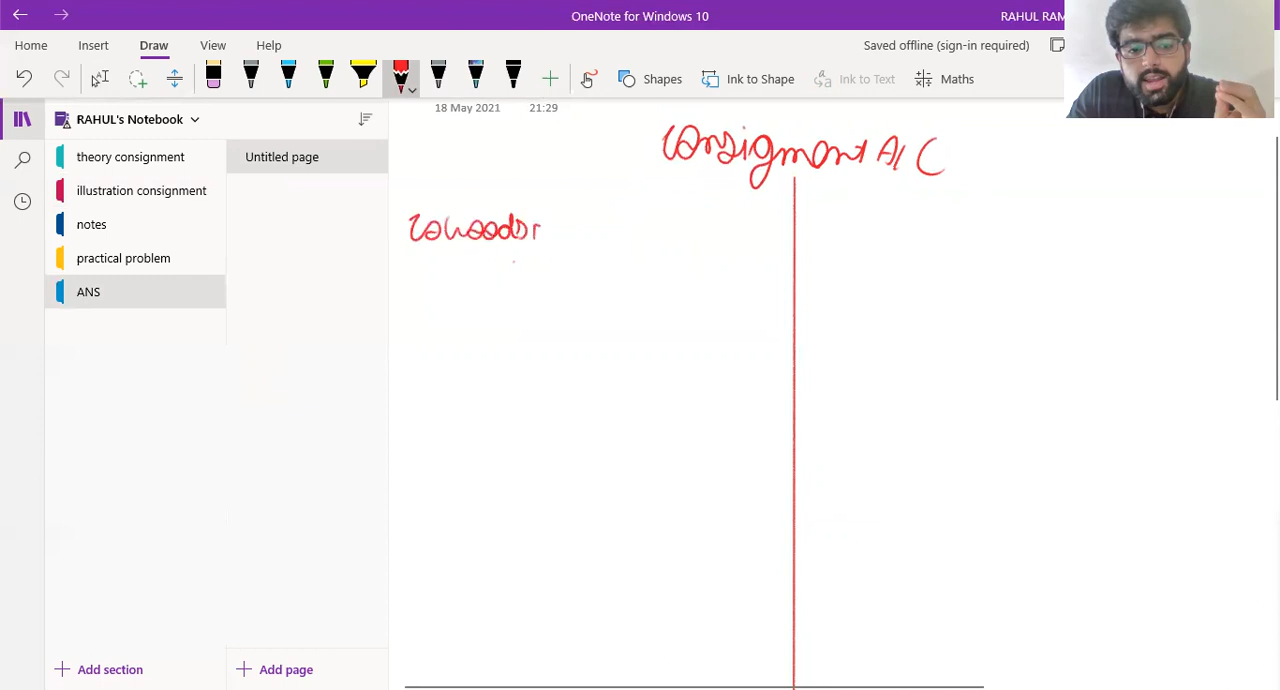 OneNote for Windows 10
RAHUL RAM
Home
Insert
Draw
View
Help
Saved offline (sign-in required)
Shapes
Ink to Shape
Ink to Text
Maths
RAHUL's Notebook
theory consignment
illustration consignment
notes
practical problem
ANS
Untitled page
18 May 2021 21:29
Consignment A/C
Add section
Add page